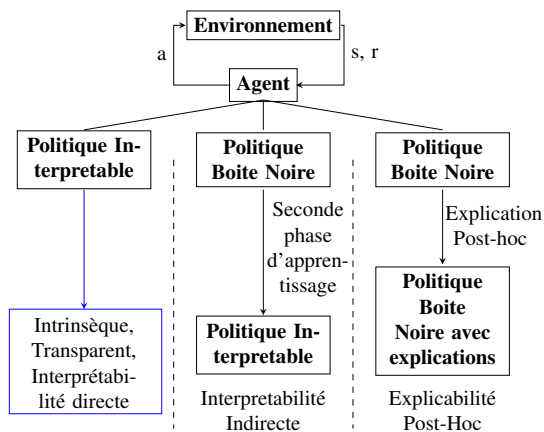 Environnement
a
s, r
Agent
Politique In-
terpretable
Politique
Boite Noire
Politique
Boite Noire
Seconde
phase
d'appren-
tissage
Explication
Post-hoc
Intrinsèque,
Transparent,
Interprétabi-
lité directe
Politique In-
terpretable
Politique
Boite
Noire avec
explications
Interpretabilité
Indirecte
Explicabilité
Post-Hoc